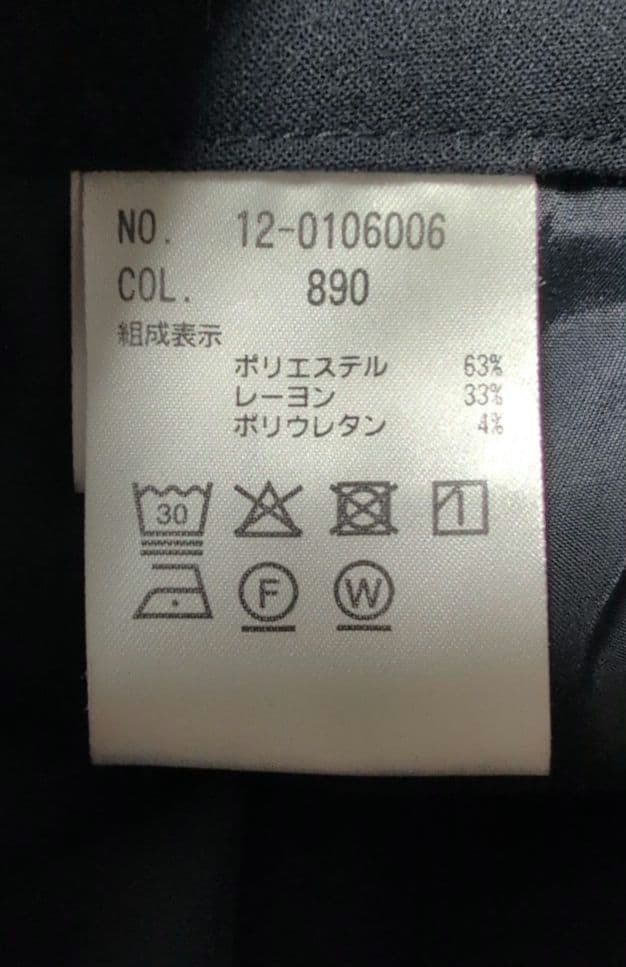 NO. 12-0106006
COL. 890
組成表示
ポリエステル 63%
レーヨン 33%
ポリウレタン 4%
30
F W